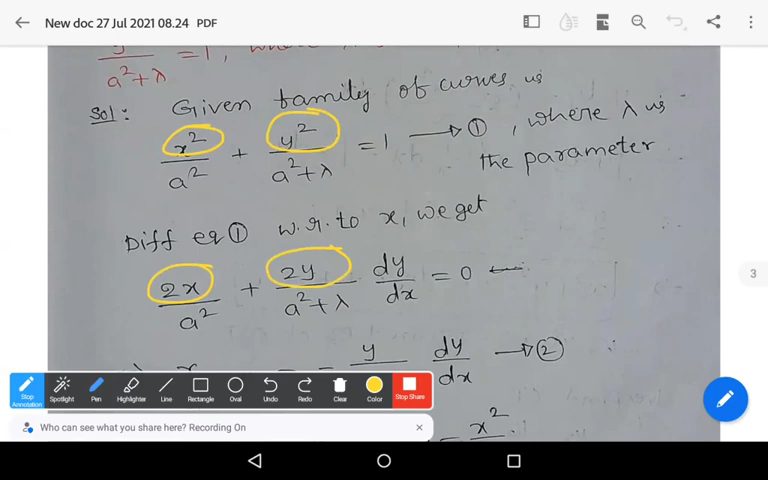 New doc 27 Jul 2021 08.24 PDF
y
/ a²+λ = 1,
Sol: Given family of curves is
x²/a² + y²/a²+λ = 1 → ①, where λ is
the parameter
Diff eq ① w.r.to x, we get
2x/a² + 2y/a²+λ dy/dx = 0
y dy/dx → ②
= x²
3
Stop Annotation Spotlight Pen Highlighter Line Rectangle Oval Undo Redo Clear Color Stop Share
Who can see what you share here? Recording On